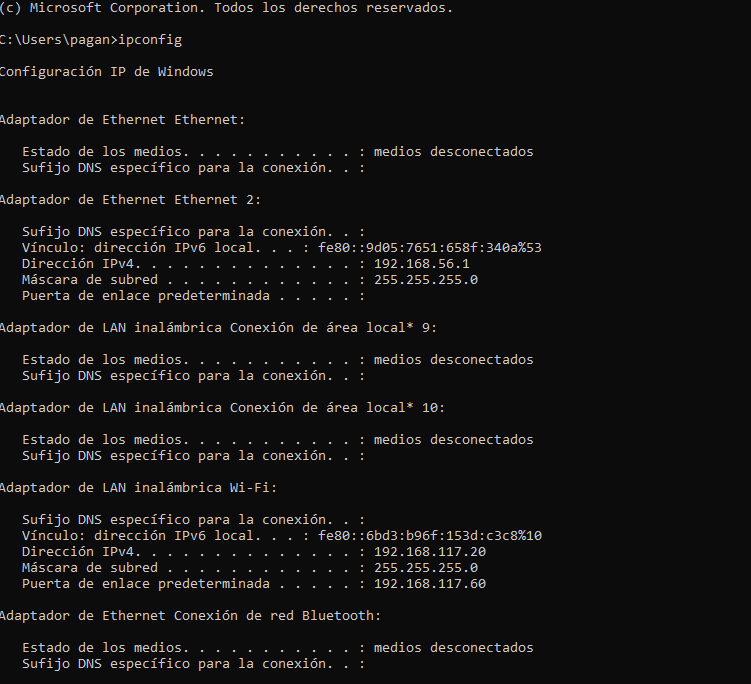 (c) Microsoft Corporation. Todos los derechos reservados.
C:\Users\pagan>ipconfig
Configuración IP de Windows
Adaptador de Ethernet Ethernet:
Estado de los medios. . . . . . . . . . . : medios desconectados
Sufijo DNS específico para la conexión. . :
Adaptador de Ethernet Ethernet 2:
Sufijo DNS específico para la conexión. . :
Vínculo: dirección IPv6 local. . . : fe80::9d05:7651:658f:340a%53
Dirección IPv4. . . . . . . . . . . . . . : 192.168.56.1
Máscara de subred . . . . . . . . . . . . : 255.255.255.0
Puerta de enlace predeterminada . . . . . :
Adaptador de LAN inalámbrica Conexión de área local* 9:
Estado de los medios. . . . . . . . . . . : medios desconectados
Sufijo DNS específico para la conexión. . :
Adaptador de LAN inalámbrica Conexión de área local* 10:
Estado de los medios. . . . . . . . . . . : medios desconectados
Sufijo DNS específico para la conexión. . :
Adaptador de LAN inalámbrica Wi-Fi:
Sufijo DNS específico para la conexión. . :
Vínculo: dirección IPv6 local. . . : fe80::6bd3:b96f:153d:c3c8%10
Dirección IPv4. . . . . . . . . . . . . . : 192.168.117.20
Máscara de subred . . . . . . . . . . . . : 255.255.255.0
Puerta de enlace predeterminada . . . . . : 192.168.117.60
Adaptador de Ethernet Conexión de red Bluetooth:
Estado de los medios. . . . . . . . . . . : medios desconectados
Sufijo DNS específico para la conexión. . :